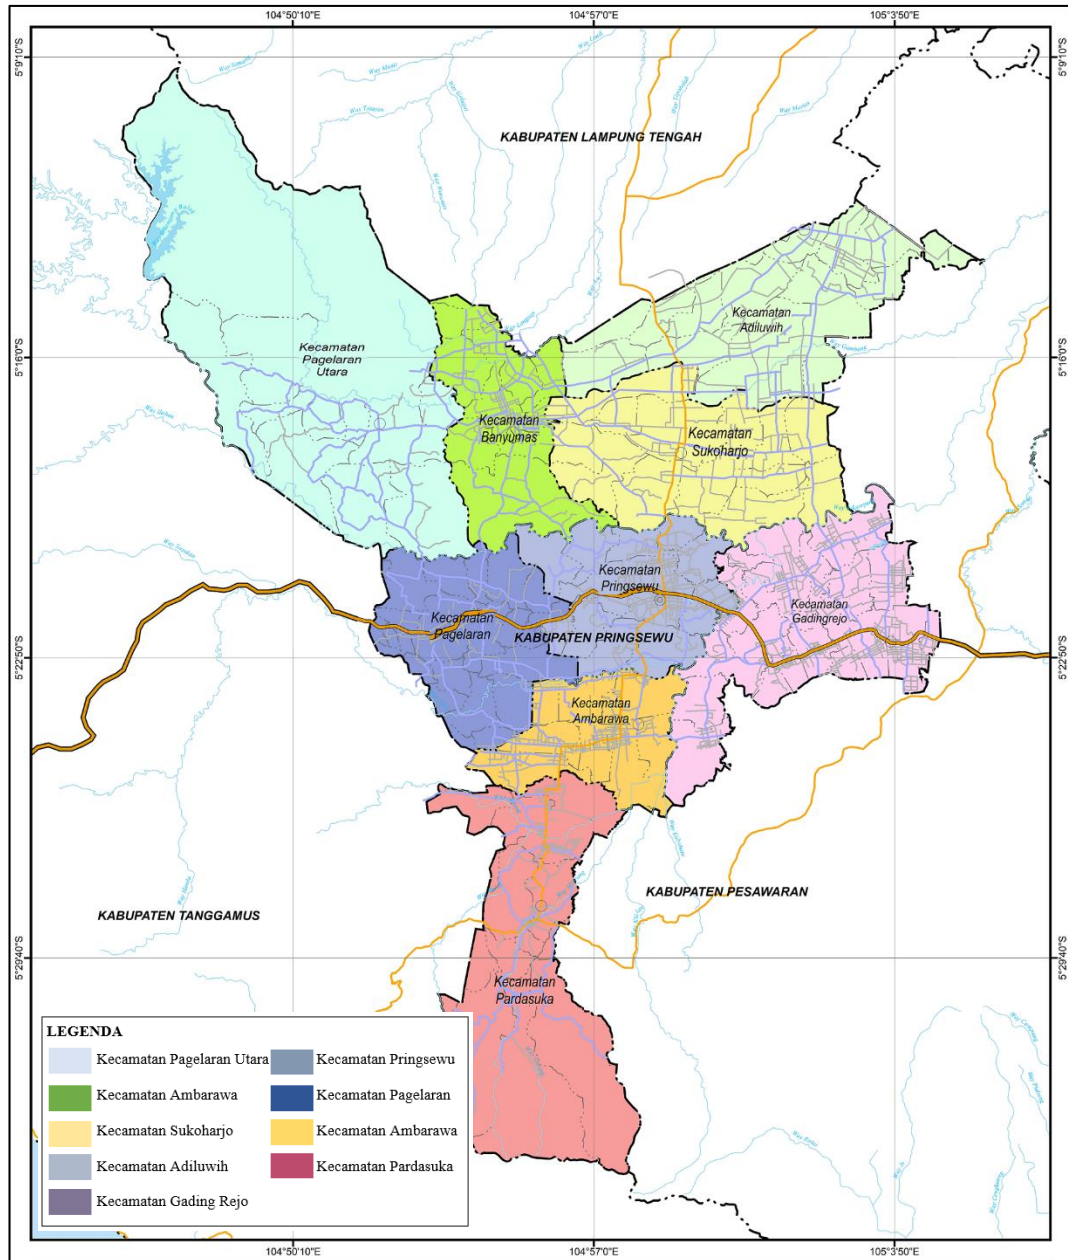 104°50'10"E 104°57'0"E 105°3'50"E
5°9'10"S 5°9'10"S
KABUPATEN LAMPUNG TENGAH
Kecamatan
Adiluwih
Kecamatan
Pagelaran
Utara
5°16'0"S 5°16'0"S
Kecamatan
Banyumas
Kecamatan
Sukoharjo
Kecamatan
Pringsewu
Kecamatan
Gadingrejo
Kecamatan
Pagelaran
KABUPATEN PRINGSEWU
5°22'50"S 5°22'50"S
Kecamatan
Ambarawa
KABUPATEN PESAWARAN
KABUPATEN TANGGAMUS
5°29'40"S 5°29'40"S
Kecamatan
Pardasuka
LEGENDA
Kecamatan Pagelaran Utara
Kecamatan Ambarawa
Kecamatan Sukoharjo
Kecamatan Adiluwih
Kecamatan Gading Rejo
Kecamatan Pringsewu
Kecamatan Pagelaran
Kecamatan Ambarawa
Kecamatan Pardasuka
104°50'10"E 104°57'0"E 105°3'50"E